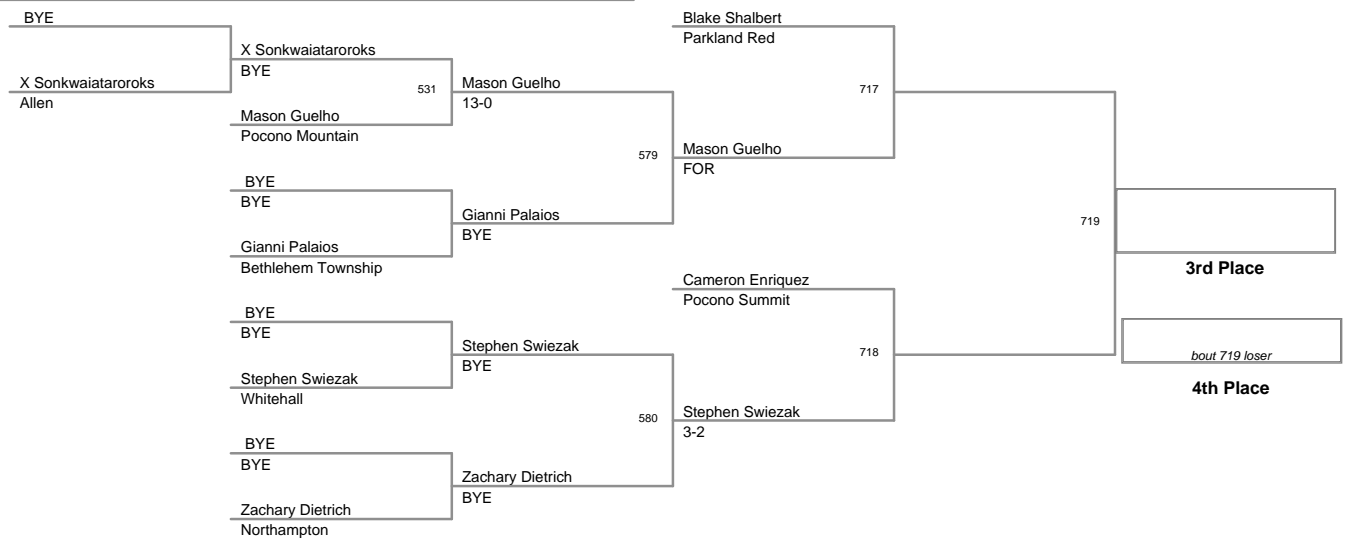 BYE
X Sonkwaiataroroks
Allen
X Sonkwaiataroroks
BYE
531
Mason Guelho
Pocono Mountain
Mason Guelho
13-0
BYE
BYE
Gianni Palaios
Bethlehem Township
Gianni Palaios
BYE
579
Blake Shalbert
Parkland Red
717
Mason Guelho
FOR
BYE
BYE
Stephen Swiezak
Whitehall
Stephen Swiezak
BYE
BYE
BYE
Zachary Dietrich
Northampton
Zachary Dietrich
BYE
580
Cameron Enriquez
Pocono Summit
718
Stephen Swiezak
3-2
719
3rd Place
bout 719 loser
4th Place